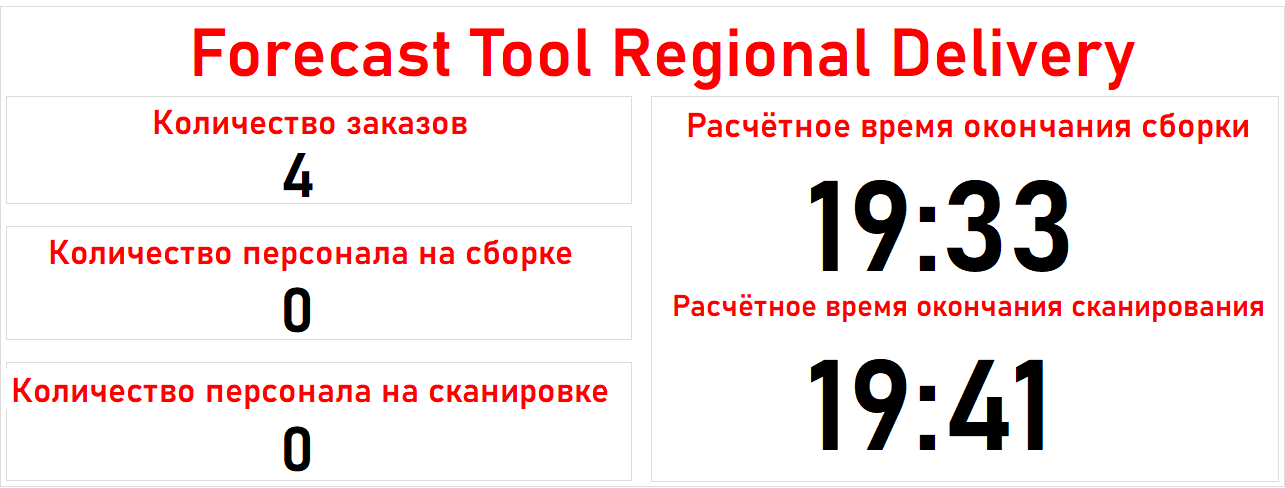 Forecast Tool Regional Delivery
Количество заказов
4
Количество персонала на сборке
0
Количество персонала на сканировке
0
Расчётное время окончания сборки
19:33
Расчётное время окончания сканирования
19:41